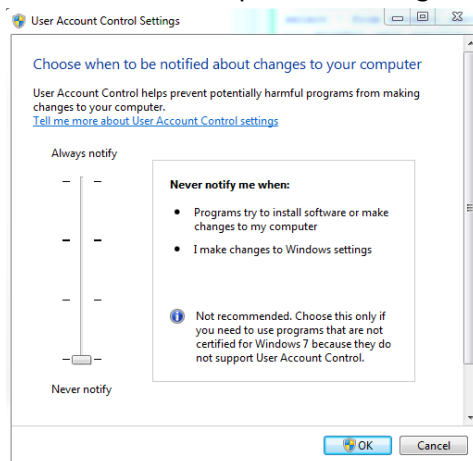 User Account Control Settings
Choose when to be notified about changes to your computer
User Account Control helps prevent potentially harmful programs from making
changes to your computer.
Tell me more about User Account Control settings
Always notify
Never notify me when:
• Programs try to install software or make
changes to my computer
• I make changes to Windows settings
Not recommended. Choose this only if
you need to use programs that are not
certified for Windows 7 because they do
not support User Account Control.
Never notify
OK
Cancel